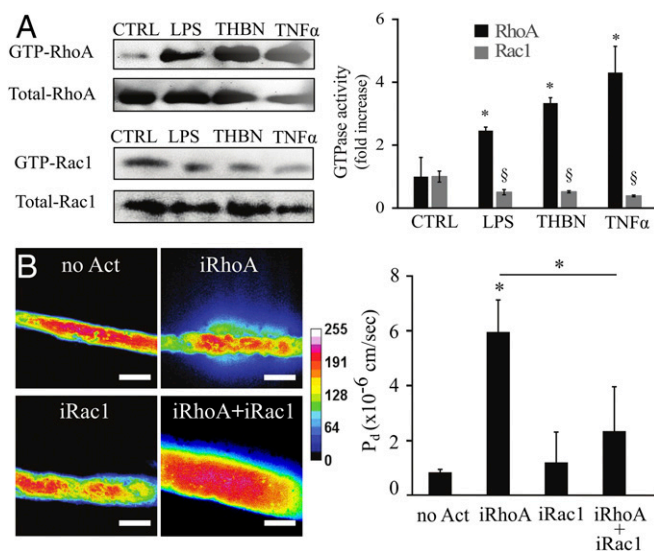 A
CTRL LPS THBN TNFα
GTP-RhoA
Total-RhoA
CTRL LPS THBN TNFα
GTP-Rac1
Total-Rac1
GTPase activity
(fold increase)
6
4
2
0
RhoA
Rac1
*
*
*
§
§
§
CTRL LPS THBN TNFα
B
no Act
iRhoA
iRac1
iRhoA+iRac1
255
191
128
64
0
P_d (x10⁻⁶ cm/sec)
8
6
4
2
0
*
*
no Act iRhoA iRac1 iRhoA
+
iRac1